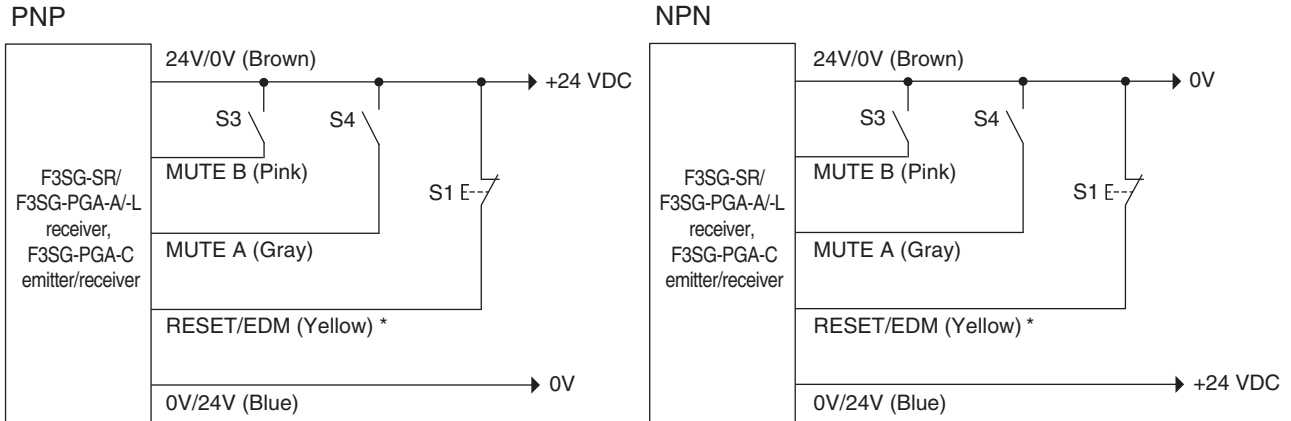 PNP
24V/0V (Brown)
+24 VDC
S3
S4
MUTE B (Pink)
S1
F3SG-SR/
F3SG-PGA-A/-L
receiver,
F3SG-PGA-C
emitter/receiver
MUTE A (Gray)
RESET/EDM (Yellow) *
0V
0V/24V (Blue)
NPN
24V/0V (Brown)
0V
S3
S4
MUTE B (Pink)
S1
F3SG-SR/
F3SG-PGA-A/-L
receiver,
F3SG-PGA-C
emitter/receiver
MUTE A (Gray)
RESET/EDM (Yellow) *
+24 VDC
0V/24V (Blue)